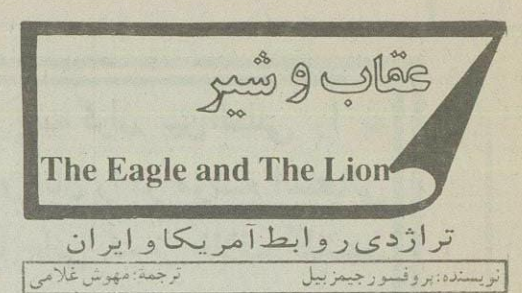 عقاب و شیر
The Eagle and The Lion
تراژدی روابط آمریکا و ایران
نویسنده: پروفسور جیمز بیل ترجمهٔ: مهوش غلامی